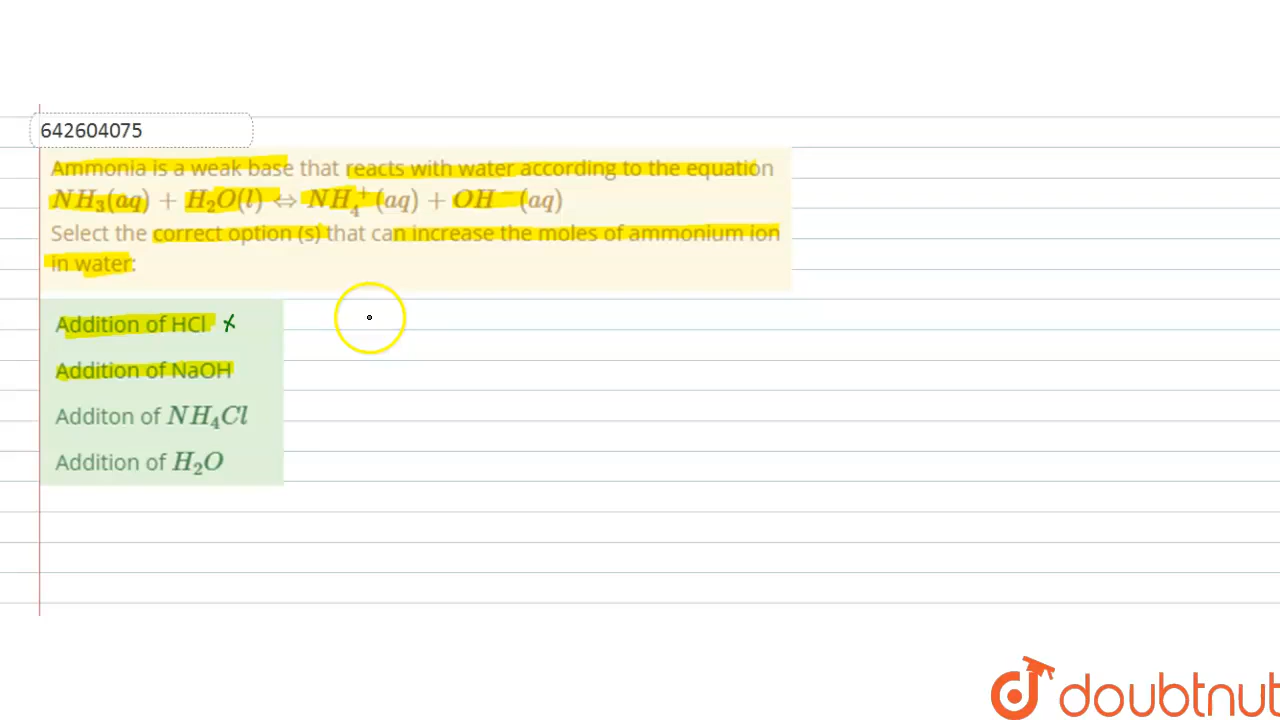 642604075
Ammonia is a weak base that reacts with water according to the equation
NH₃(aq) + H₂O(l) ⇔ NH₄⁺(aq) + OH⁻(aq)
Select the correct option (s) that can increase the moles of ammonium ion
in water:
Addition of HCl ×
Addition of NaOH
Additon of NH₄Cl
Addition of H₂O
doubtnut